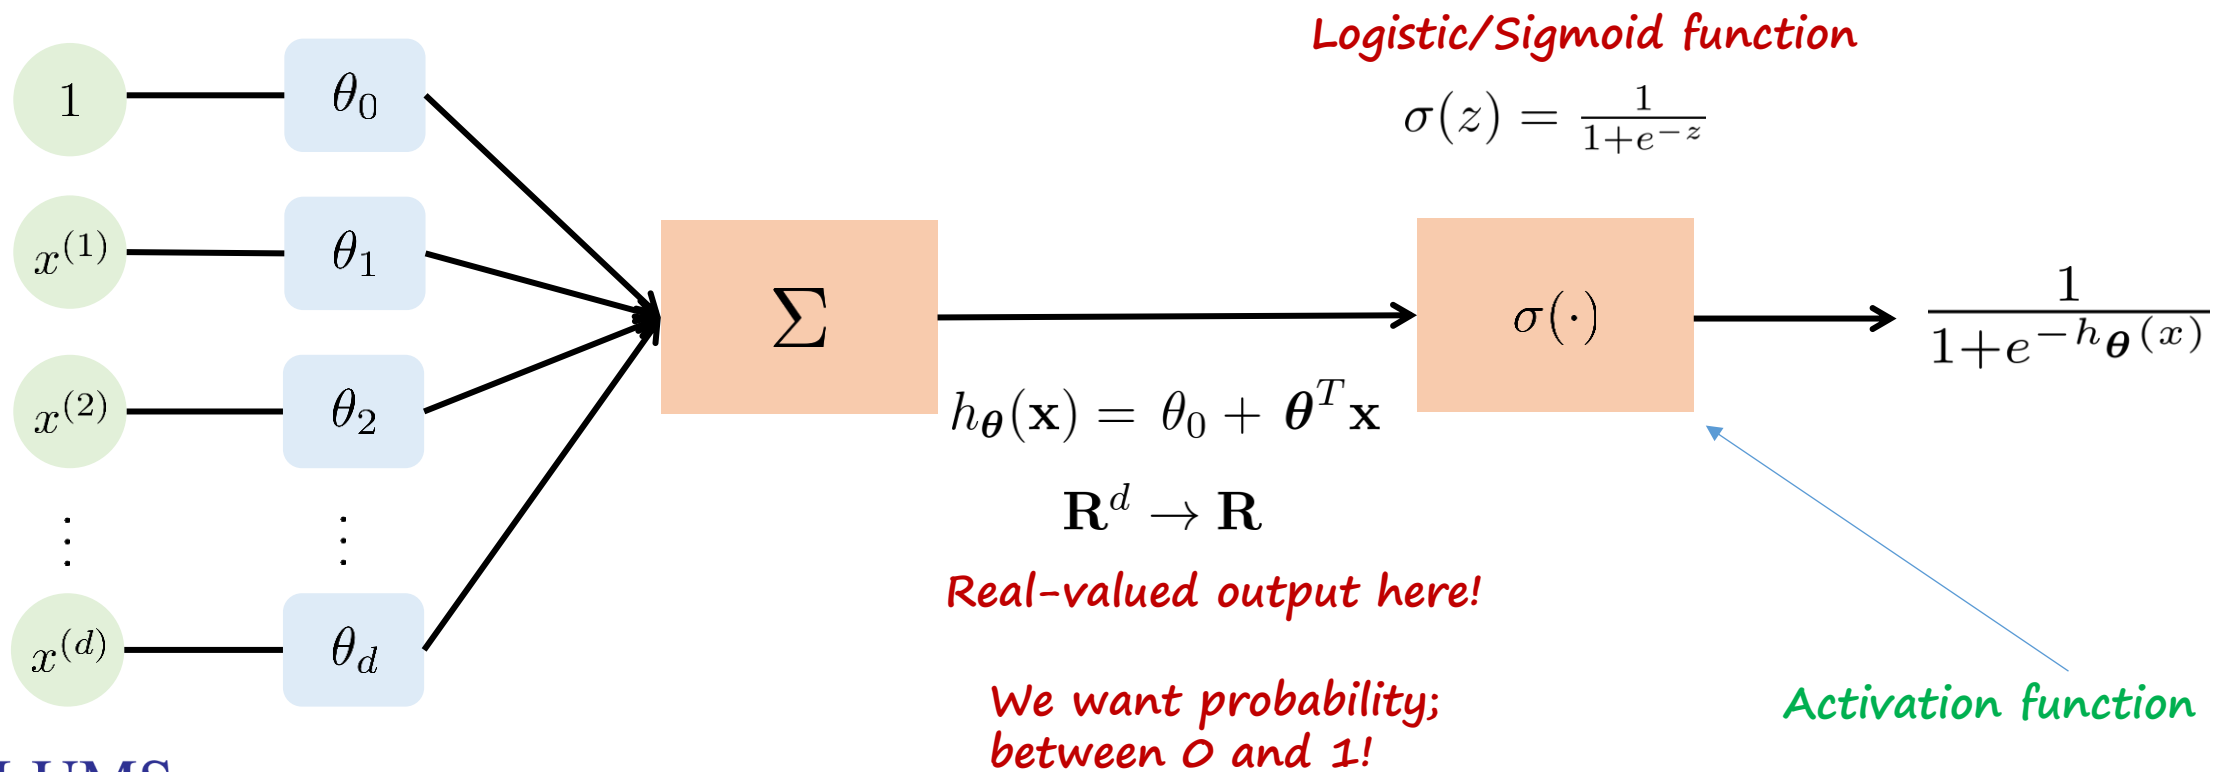 Logistic/Sigmoid function
σ(z) = 1/(1+e^{-z})
1
θ_0
x^{(1)}
θ_1
x^{(2)}
θ_2
⋮
⋮
x^{(d)}
θ_d
Σ
h_θ(x) = θ_0 + θ^T x
R^d → R
Real-valued output here!
We want probability;
between 0 and 1!
σ(·)
1/(1+e^{-h_θ(x)})
Activation function
LUMS